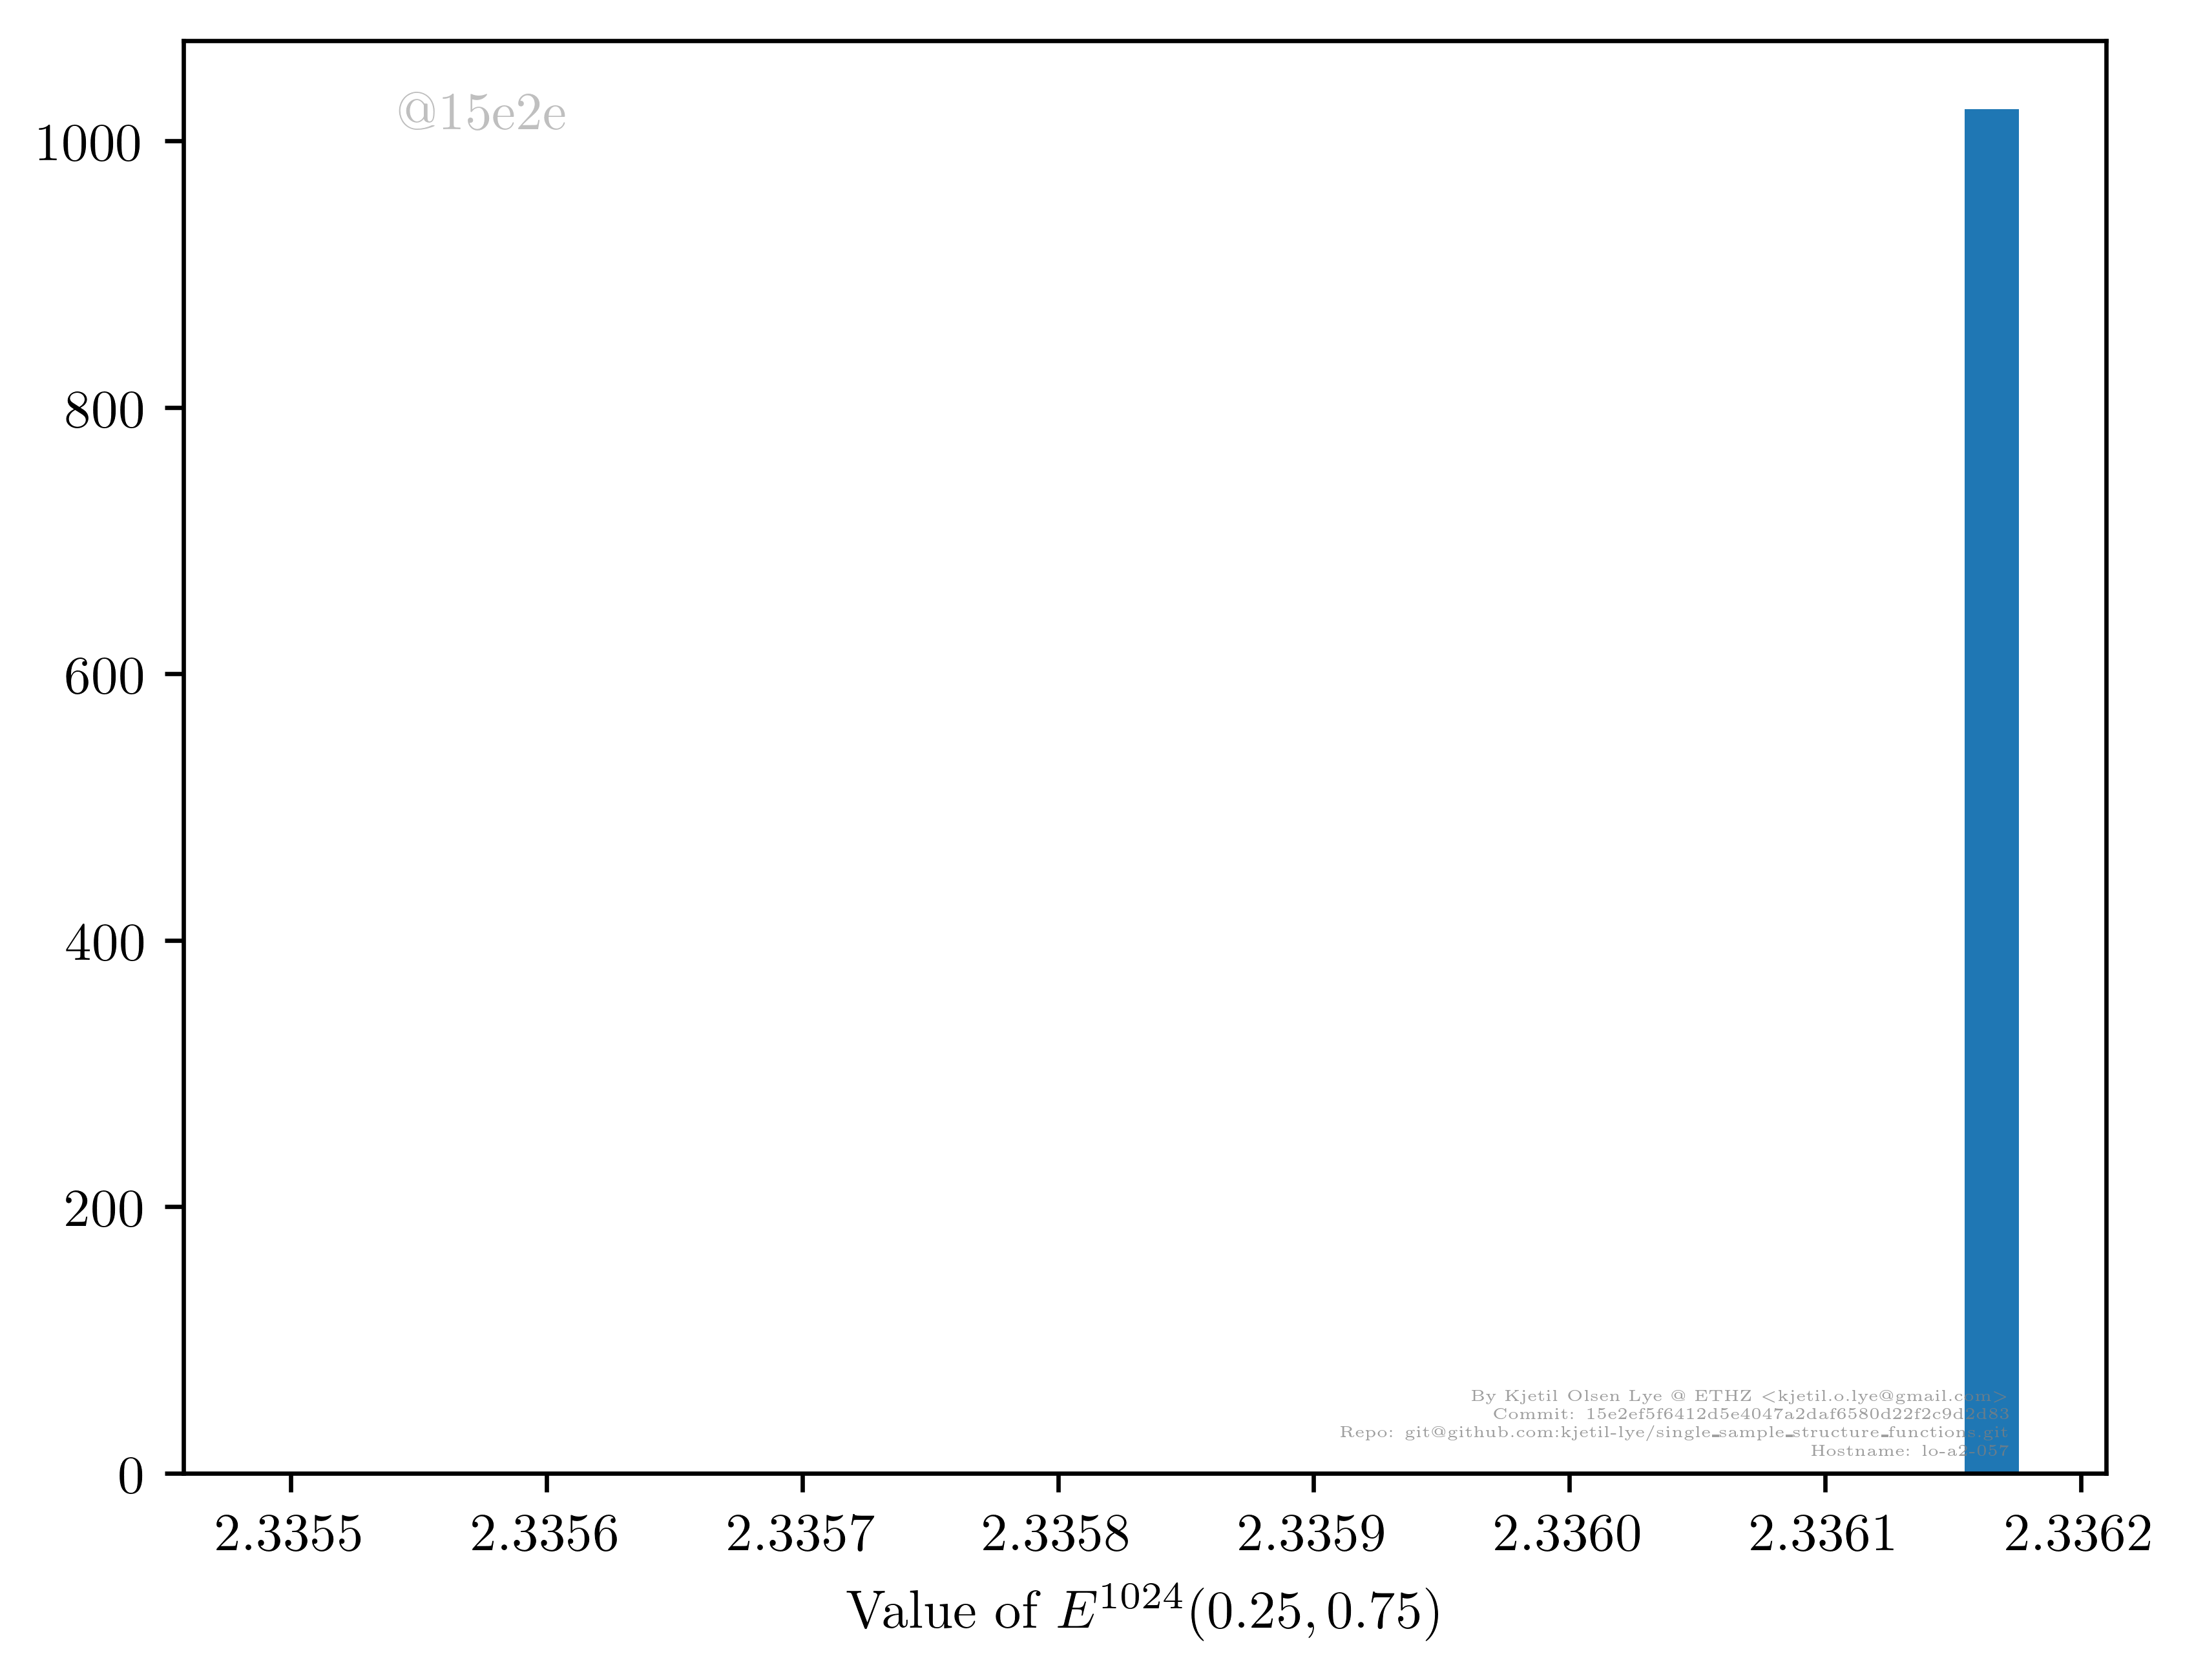 @15e2e
1000
800
600
400
200
0
By Kjetil Olsen Lye @ ETHZ <kjetil.o.lye@gmail.com>
Commit: 15e2ef5f6412d5e4047a2daf6580d22f2c9d2d83
Repo: git@github.com:kjetil-lye/single_sample_structure_functions.git
Hostname: lo-a2-057
2.3355 2.3356 2.3357 2.3358 2.3359 2.3360 2.3361 2.3362
Value of E^1024(0.25, 0.75)